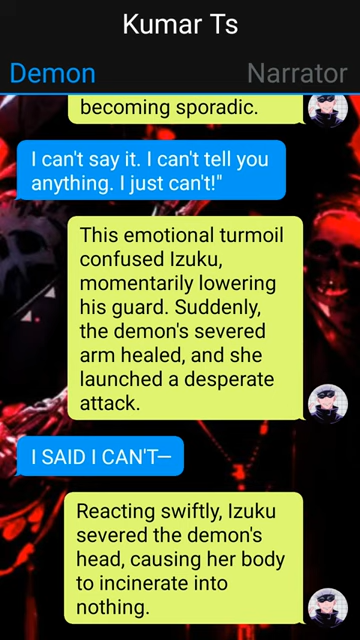 Kumar Ts
Demon
Narrator
becoming sporadic.
I can't say it. I can't tell you
anything. I just can't!"
This emotional turmoil
confused Izuku,
momentarily lowering
his guard. Suddenly,
the demon's severed
arm healed, and she
launched a desperate
attack.
I SAID I CAN'T—
Reacting swiftly, Izuku
severed the demon's
head, causing her body
to incinerate into
nothing.